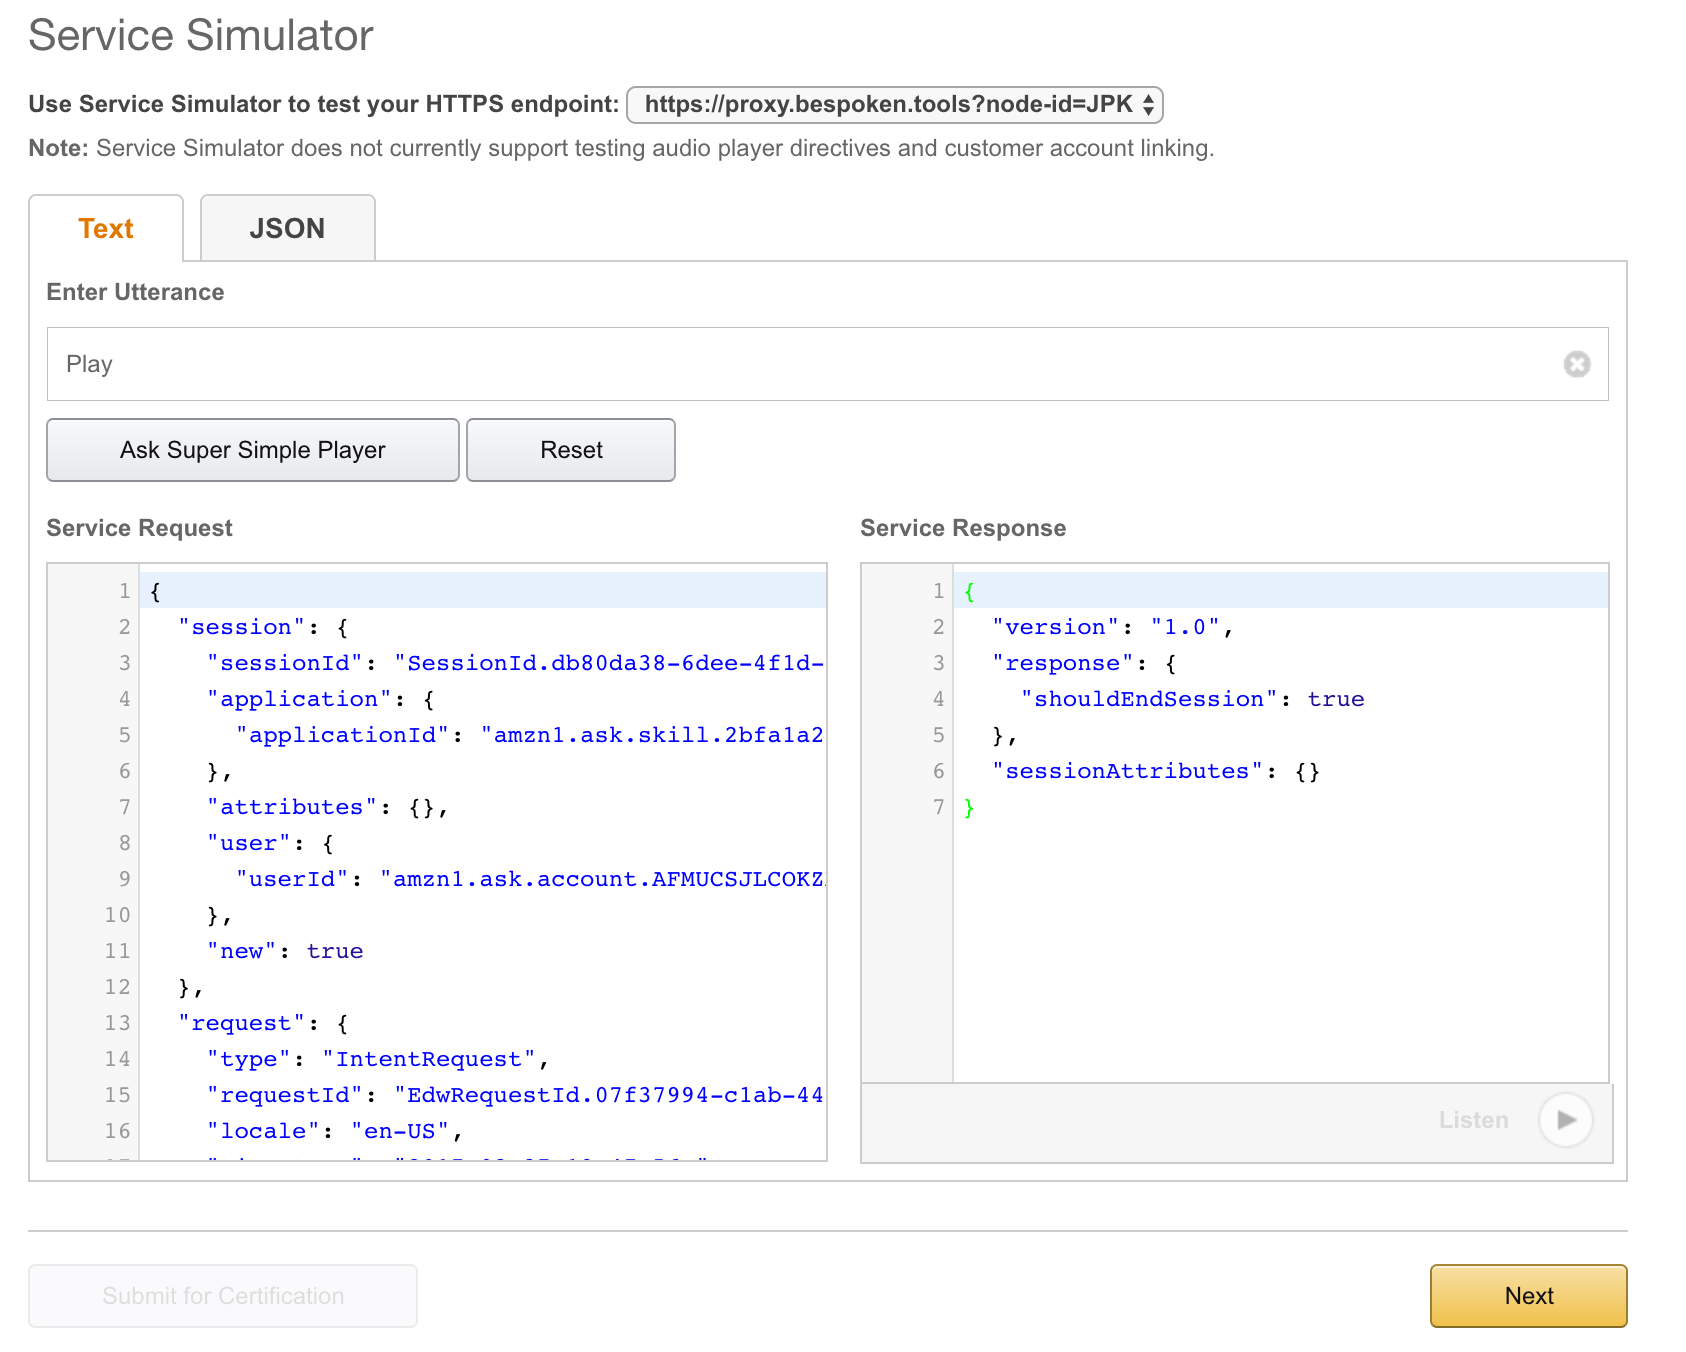 Service Simulator
Use Service Simulator to test your HTTPS endpoint: https://proxy.bespoken.tools?node-id=JPK
Note: Service Simulator does not currently support testing audio player directives and customer account linking.
Text JSON
Enter Utterance
Play
Ask Super Simple Player Reset
Service Request
1 {
2 "session": {
3 "sessionId": "SessionId.db80da38-6dee-4f1d-
4 "application": {
5 "applicationId": "amzn1.ask.skill.2bfa1a2
6 },
7 "attributes": {},
8 "user": {
9 "userId": "amzn1.ask.account.AFMUCSJLCOKZ
10 },
11 "new": true
12 },
13 "request": {
14 "type": "IntentRequest",
15 "requestId": "EdwRequestId.07f37994-c1ab-44
16 "locale": "en-US",
Service Response
1 {
2 "version": "1.0",
3 "response": {
4 "shouldEndSession": true
5 },
6 "sessionAttributes": {}
7 }
Listen
Submit for Certification Next